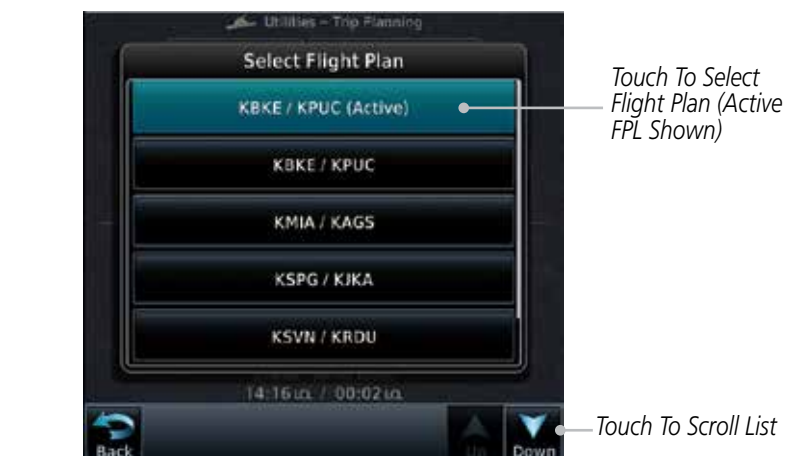 Utilities – Trip Planning
Select Flight Plan
KBKE / KPUC (Active)
Touch To Select
Flight Plan (Active
FPL Shown)
KBKE / KPUC
KMIA / KAGS
KSPG / KJKA
KSVN / KRDU
14:16 / 00:02
Touch To Scroll List
Back
Up
Down